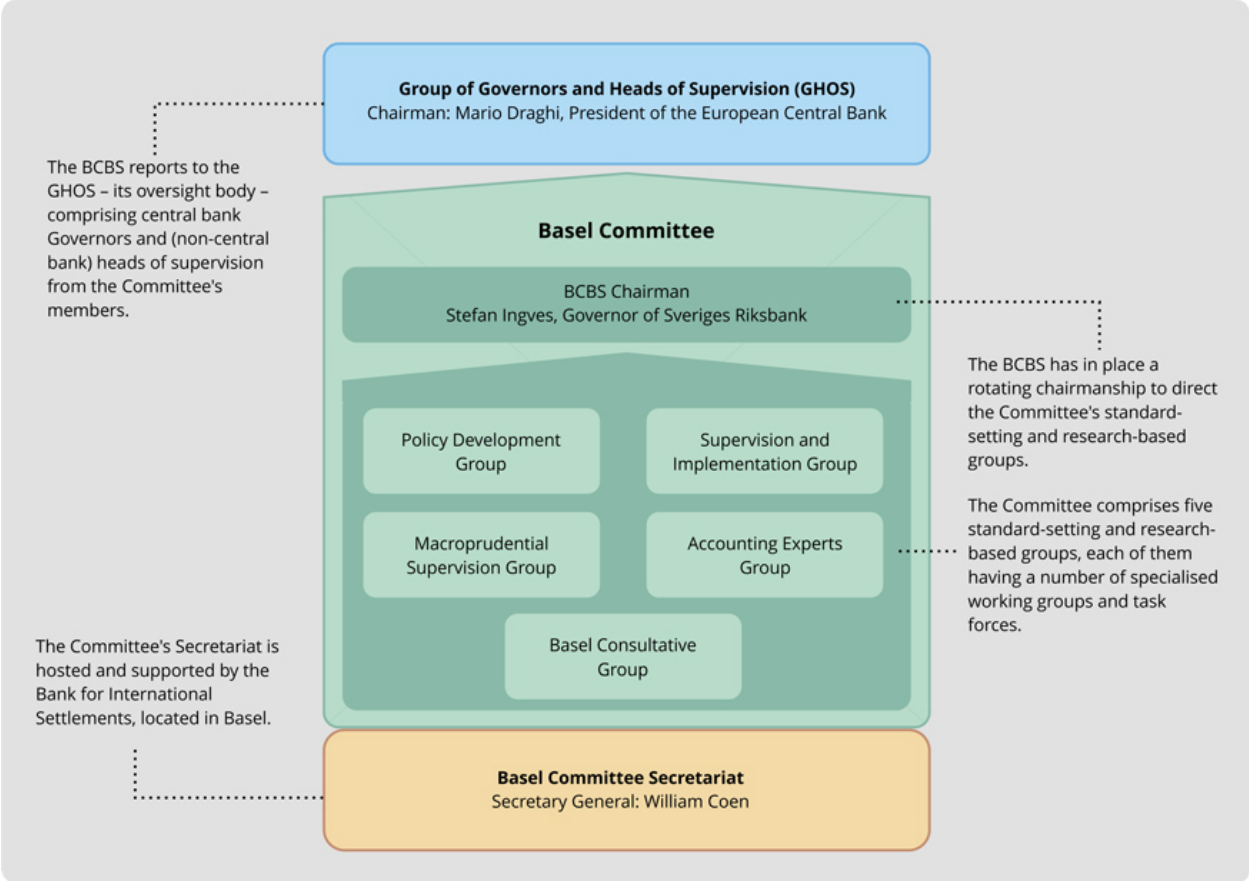 Group of Governors and Heads of Supervision (GHOS)
Chairman: Mario Draghi, President of the European Central Bank
The BCBS reports to the
GHOS – its oversight body –
comprising central bank
Governors and (non-central
bank) heads of supervision
from the Committee's
members.
Basel Committee
BCBS Chairman
Stefan Ingves, Governor of Sveriges Riksbank
The BCBS has in place a
rotating chairmanship to direct
the Committee's standard-
setting and research-based
groups.
Policy Development
Group
Supervision and
Implementation Group
Macroprudential
Supervision Group
Accounting Experts
Group
Basel Consultative
Group
The Committee comprises five
standard-setting and research-
based groups, each of them
having a number of specialised
working groups and task
forces.
The Committee's Secretariat is
hosted and supported by the
Bank for International
Settlements, located in Basel.
Basel Committee Secretariat
Secretary General: William Coen